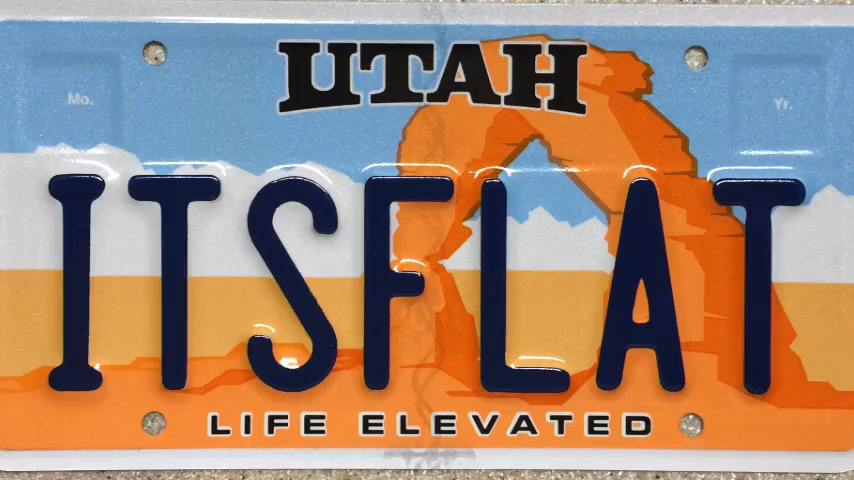 UTAH
Mo. Yr.
ITSFLAT
LIFE ELEVATED